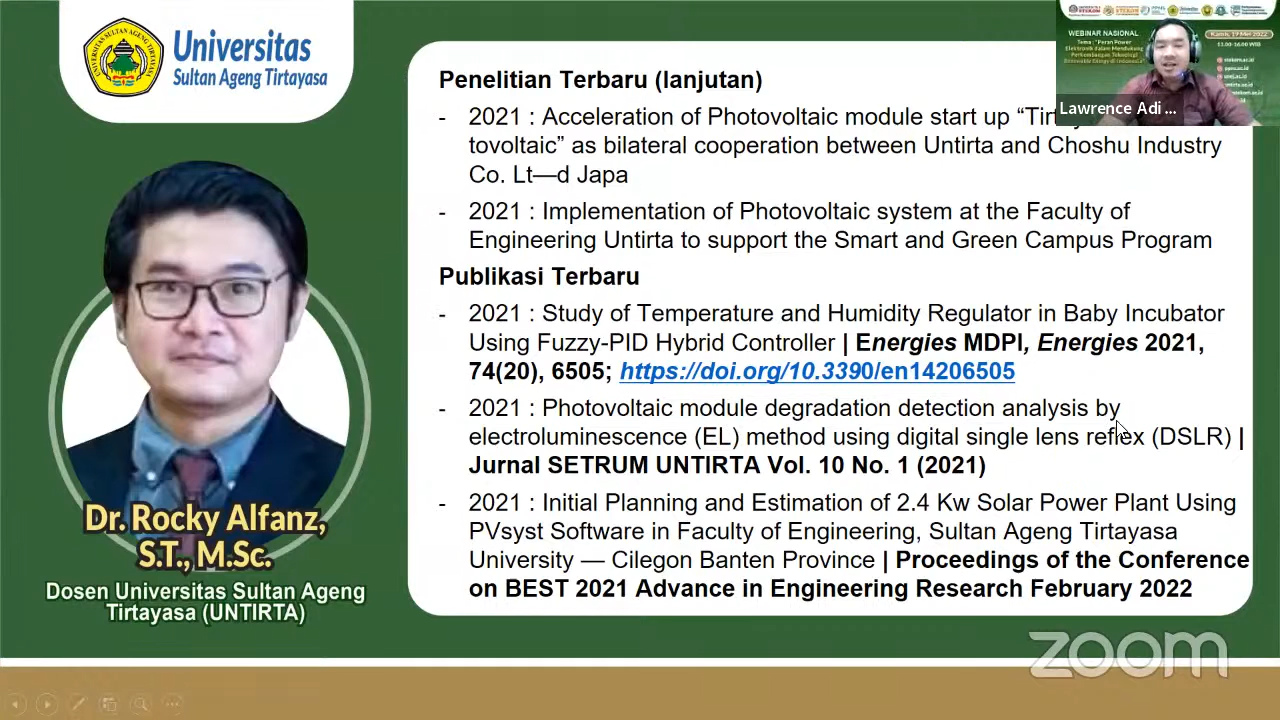 Universitas
Sultan Ageng Tirtayasa
Penelitian Terbaru (lanjutan)
- 2021 : Acceleration of Photovoltaic module start up “Tirtay
tovoltaic” as bilateral cooperation between Untirta and Choshu Industry
Co. Lt—d Japa
- 2021 : Implementation of Photovoltaic system at the Faculty of
Engineering Untirta to support the Smart and Green Campus Program
Publikasi Terbaru
- 2021 : Study of Temperature and Humidity Regulator in Baby Incubator
Using Fuzzy-PID Hybrid Controller | Energies MDPI, Energies 2021,
74(20), 6505; https://doi.org/10.3390/en14206505
- 2021 : Photovoltaic module degradation detection analysis by
electroluminescence (EL) method using digital single lens reflex (DSLR) |
Jurnal SETRUM UNTIRTA Vol. 10 No. 1 (2021)
- 2021 : Initial Planning and Estimation of 2.4 Kw Solar Power Plant Using
PVsyst Software in Faculty of Engineering, Sultan Ageng Tirtayasa
University — Cilegon Banten Province | Proceedings of the Conference
on BEST 2021 Advance in Engineering Research February 2022
Dr. Rocky Alfanz,
S.T., M.Sc.
Dosen Universitas Sultan Ageng
Tirtayasa (UNTIRTA)
WEBINAR NASIONAL
Kamis, 19 Mei 2022
Lawrence Adi ...
zoom